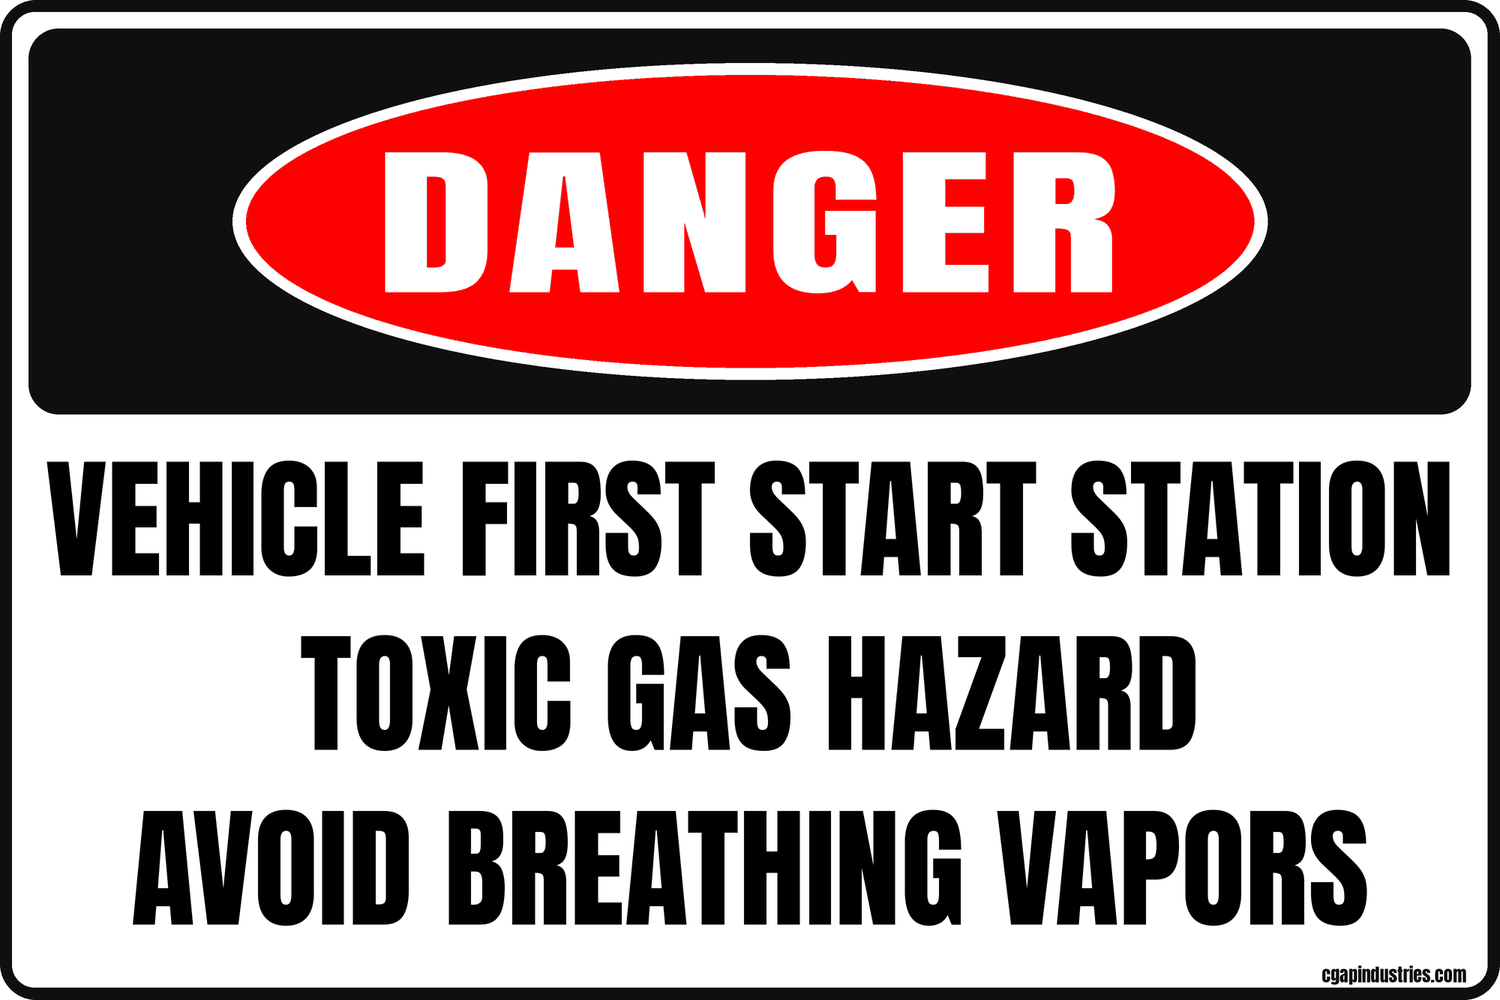 DANGER
VEHICLE FIRST START STATION
TOXIC GAS HAZARD
AVOID BREATHING VAPORS
cgapindustries.com